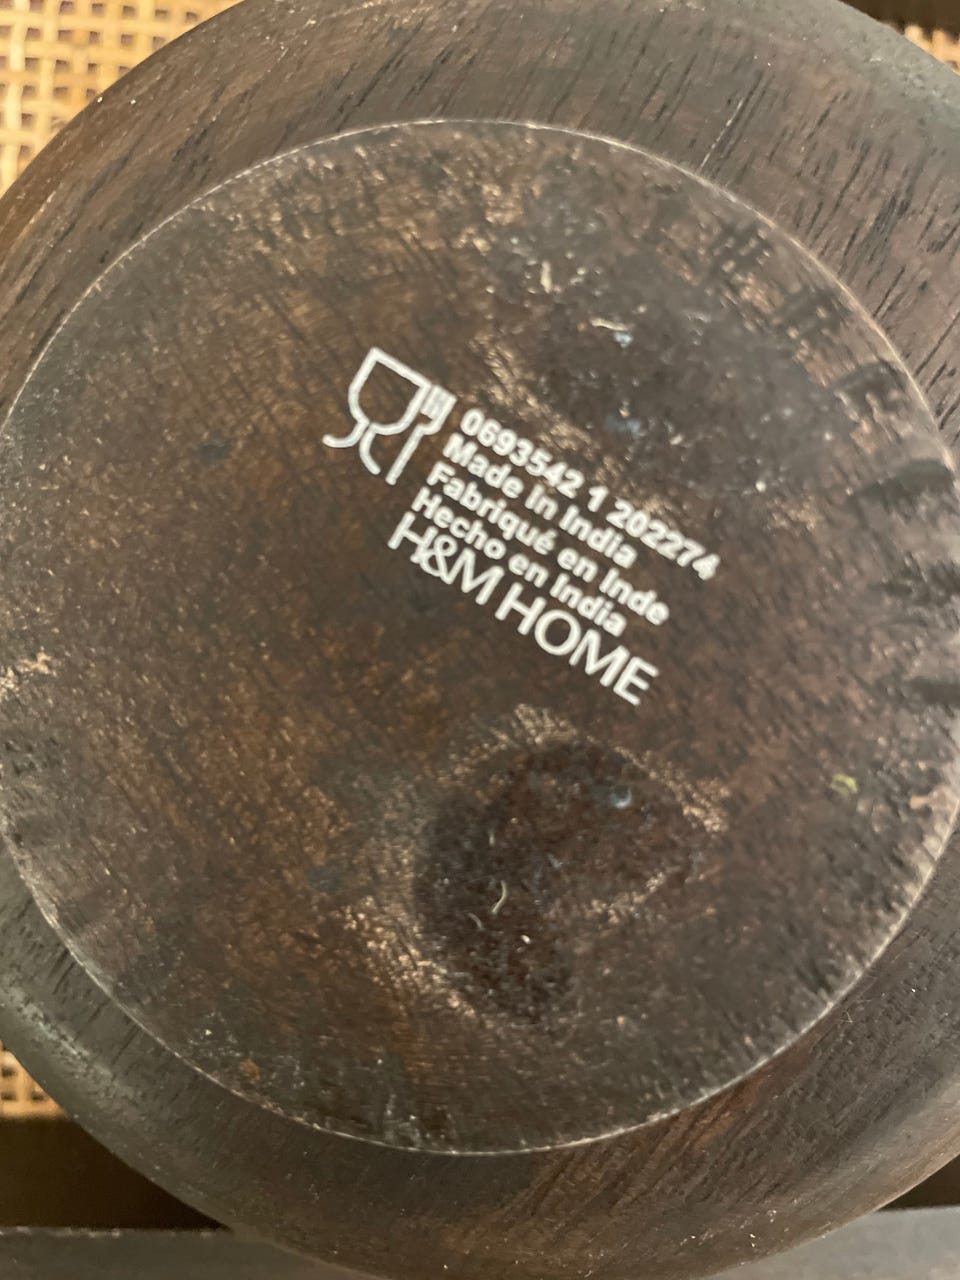 0693542 1 202274
Made In India
Fabriqué en Inde
Hecho en India
H&M HOME